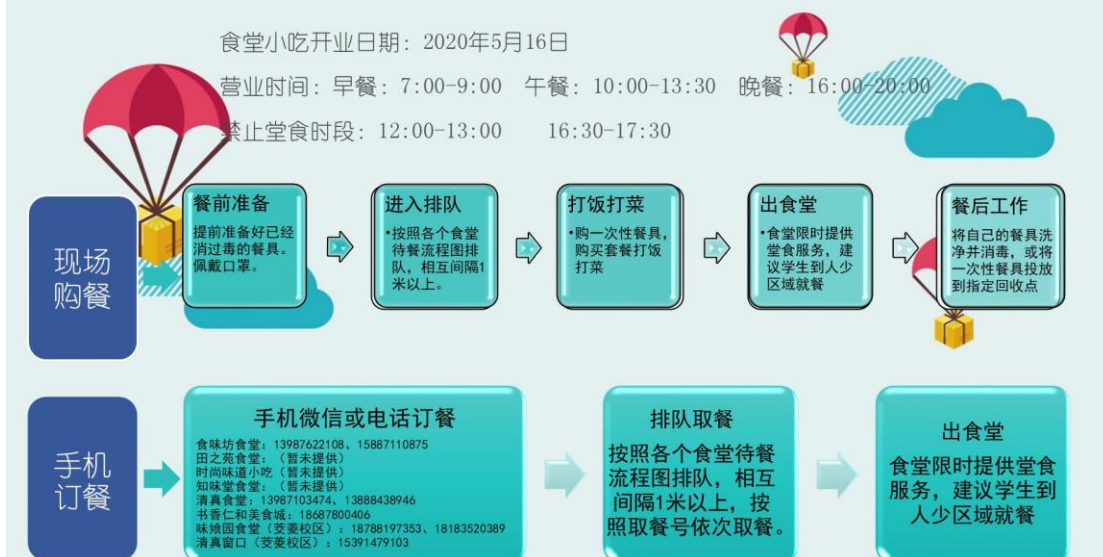 食堂小吃开业日期：2020年5月16日
营业时间：早餐：7:00-9:00 午餐：10:00-13:30 晚餐：16:00-20:00
禁止堂食时段：12:00-13:00 16:30-17:30
现场
购餐
餐前准备
提前准备好已经
消过毒的餐具。
佩戴口罩。
进入排队
•按照各个食堂
待餐流程图排
队，相互间隔1
米以上。
打饭打菜
•购一次性餐具，
购买套餐打饭
打菜
出食堂
•食堂限时提供
堂食服务，建
议学生到人少
区域就餐
餐后工作
将自己的餐具洗
净并消毒，或将
一次性餐具投放
到指定回收点
手机
订餐
手机微信或电话订餐
食味坊食堂：13987622108、15887110875
田之苑食堂：（暂未提供）
时尚味道小吃（暂未提供）
知味堂食堂：（暂未提供）
清真食堂：13987103474、13888438946
书香仁和美食城：18687800406
味飨园食堂（茭菱校区）：18788197353、18183520389
清真窗口（茭菱校区）：15391479103
排队取餐
按照各个食堂待餐
流程图排队，相互
间隔1米以上，按
照取餐号依次取餐。
出食堂
食堂限时提供堂食
服务，建议学生到
人少区域就餐